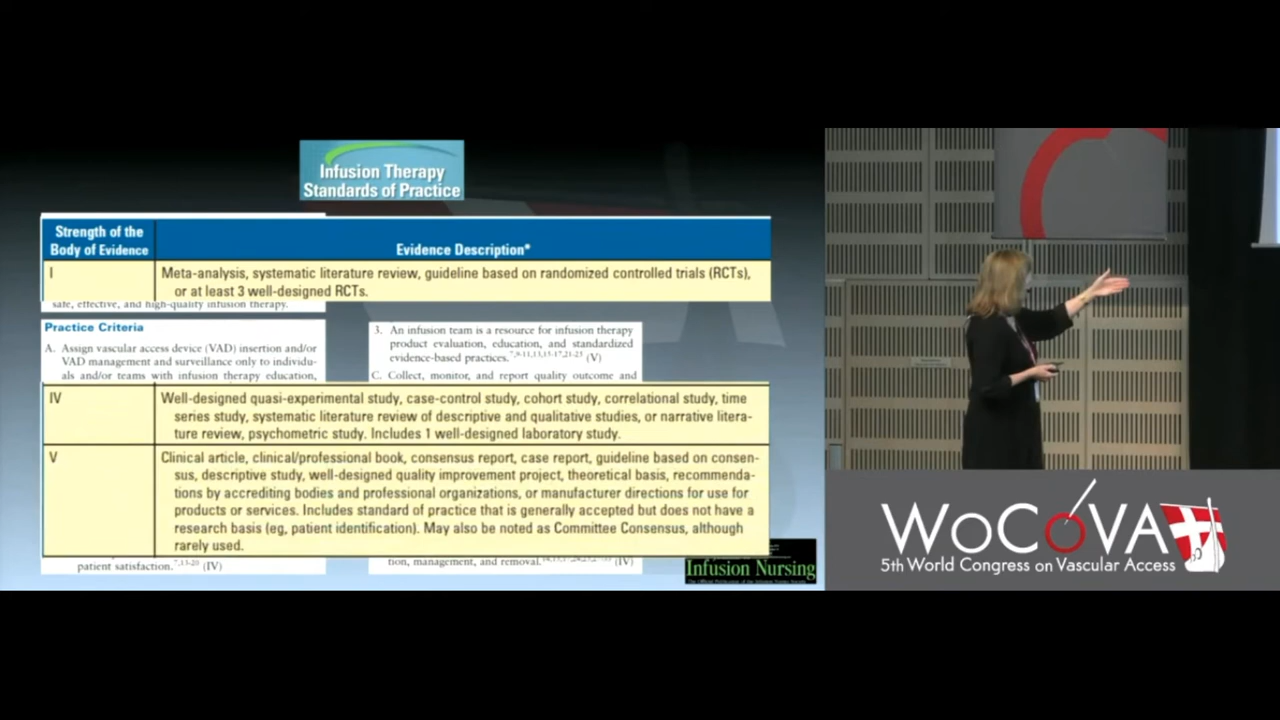 Infusion Therapy
Standards of Practice
Strength of the
Body of Evidence
Evidence Description*
I
Meta-analysis, systematic literature review, guideline based on randomized controlled trials (RCTs),
or at least 3 well-designed RCTs.
safe, effective, and high-quality infusion therapy.
Practice Criteria
A. Assign vascular access device (VAD) insertion and/or
VAD management and surveillance only to individu-
als and/or teams with infusion therapy education,
3. An infusion team is a resource for infusion therapy
product evaluation, education, and standardized
evidence-based practices. (V)
C. Collect, monitor, and report quality outcome and
IV
Well-designed quasi-experimental study, case-control study, cohort study, correlational study, time
series study, systematic literature review of descriptive and qualitative studies, or narrative litera-
ture review, psychometric study. Includes 1 well-designed laboratory study.
V
Clinical article, clinical/professional book, consensus report, case report, guideline based on consen-
sus, descriptive study, well-designed quality improvement project, theoretical basis, recommenda-
tions by accrediting bodies and professional organizations, or manufacturer directions for use for
products or services. Includes standard of practice that is generally accepted but does not have a
research basis (eg, patient identification). May also be noted as Committee Consensus, although
rarely used.
patient satisfaction.7,13-20 (IV)
tion, management, and removal. (IV)
Infusion Nursing
WoCoVA
5th World Congress on Vascular Access